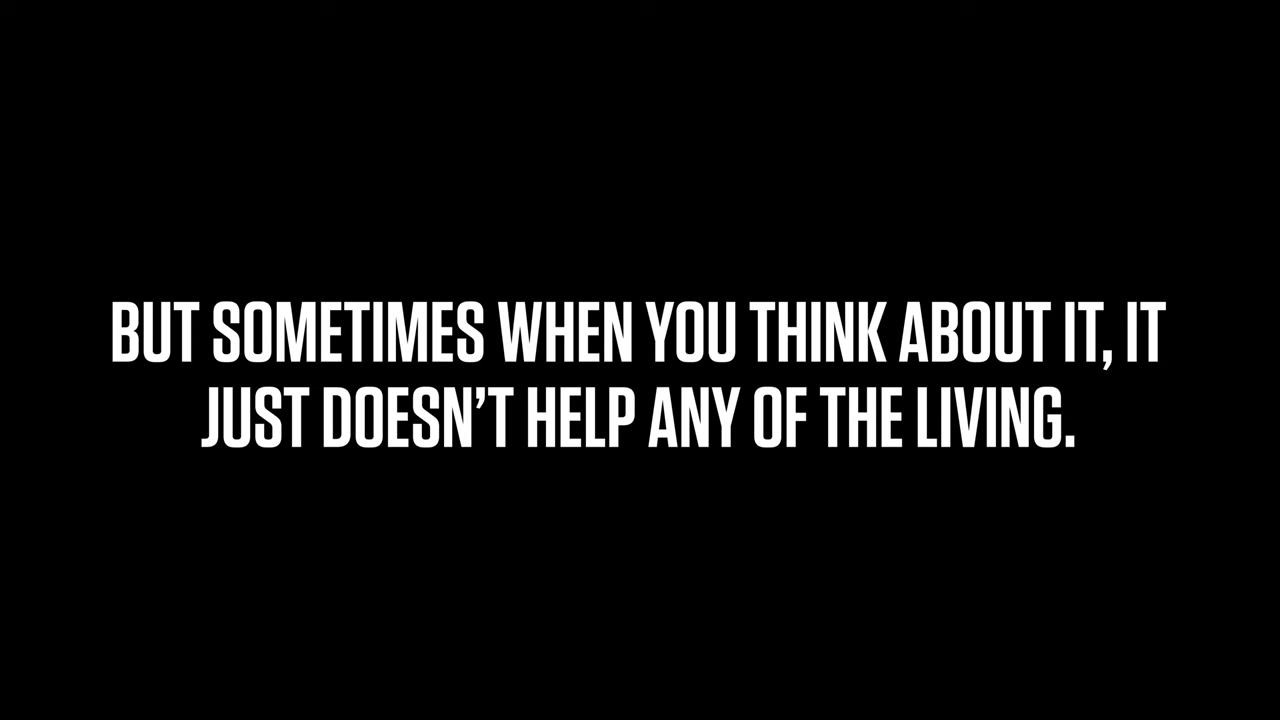 BUT SOMETIMES WHEN YOU THINK ABOUT IT, IT
JUST DOESN’T HELP ANY OF THE LIVING.